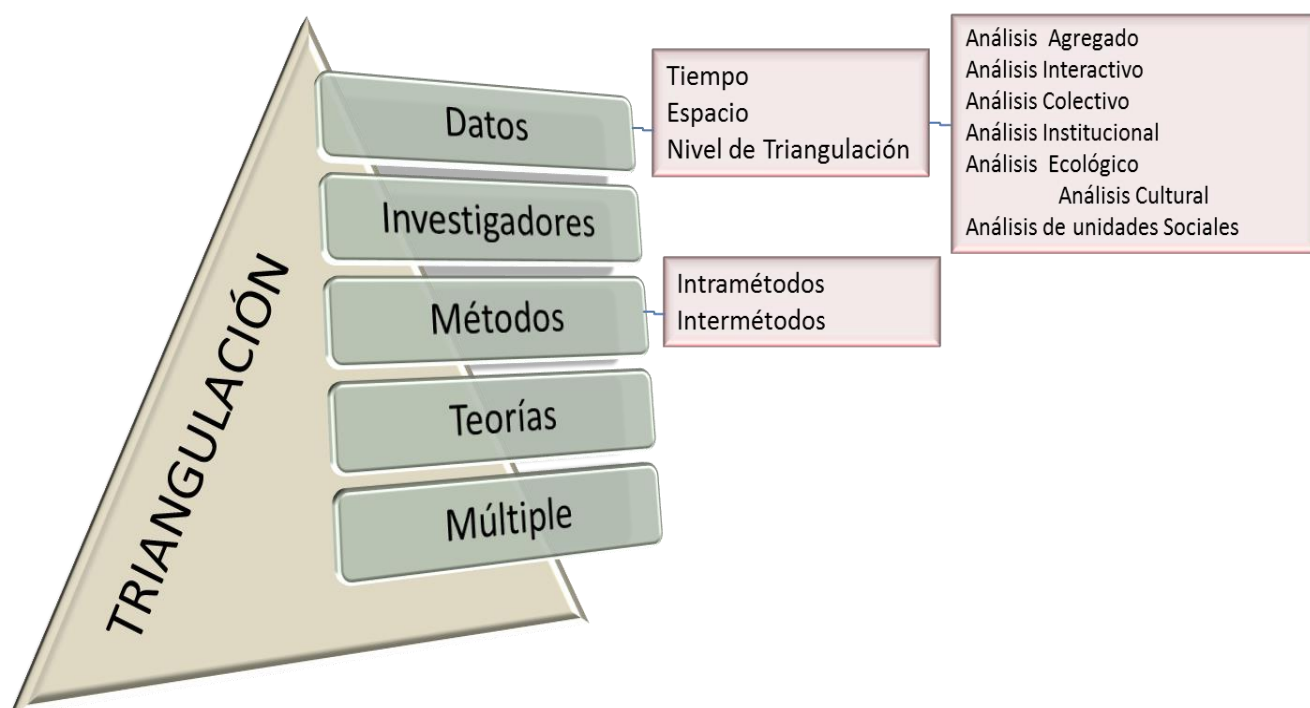 TRIANGULACIÓN
Datos
Tiempo
Espacio
Nivel de Triangulación
Análisis Agregado
Análisis Interactivo
Análisis Colectivo
Análisis Institucional
Análisis Ecológico
Análisis Cultural
Análisis de unidades Sociales
Investigadores
Métodos
Intramétodos
Intermétodos
Teorías
Múltiple